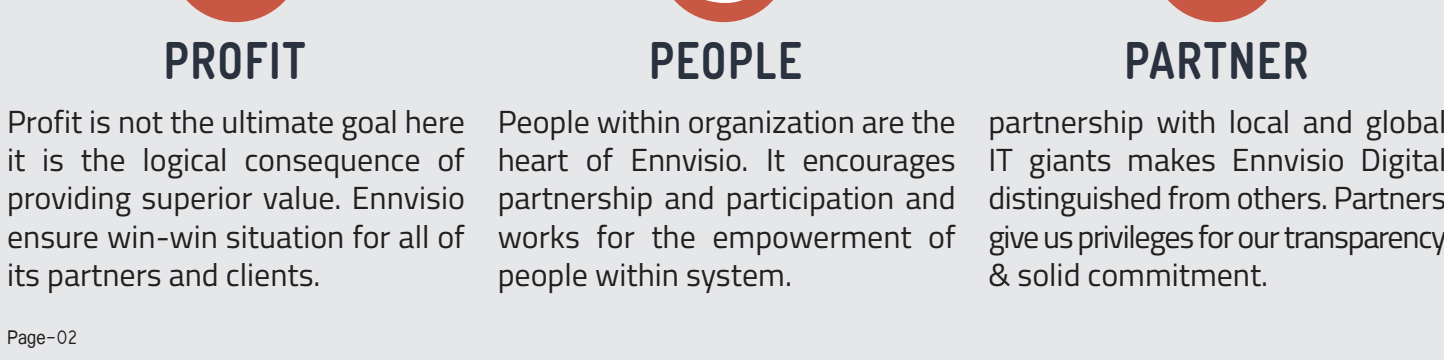 PROFIT
Profit is not the ultimate goal here
it is the logical consequence of
providing superior value. Ennvisio
ensure win-win situation for all of
its partners and clients.
PEOPLE
People within organization are the
heart of Ennvisio. It encourages
partnership and participation and
works for the empowerment of
people within system.
PARTNER
partnership with local and global
IT giants makes Ennvisio Digital
distinguished from others. Partners
give us privileges for our transparency
& solid commitment.
Page-02